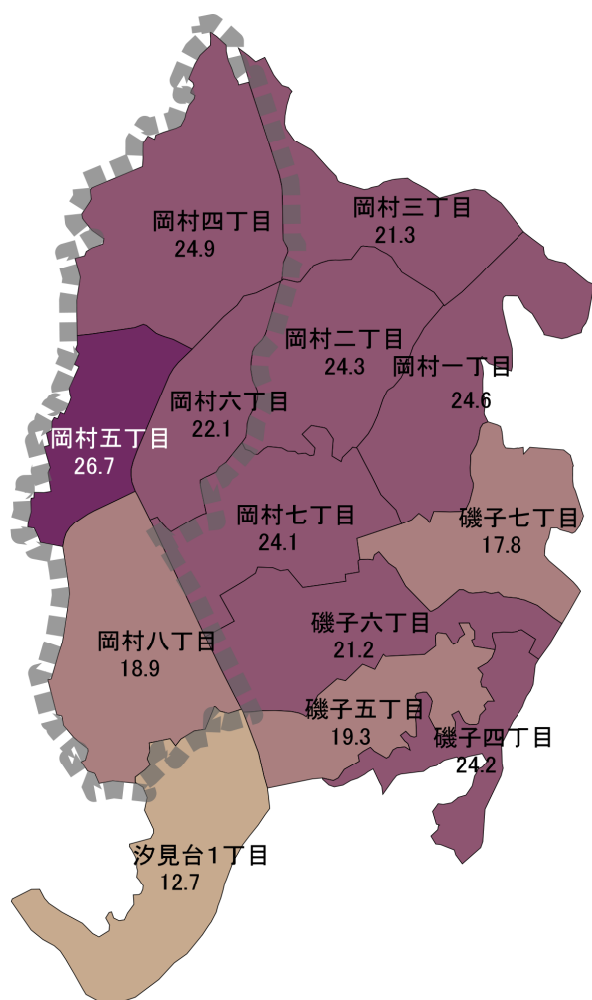 岡村三丁目
21.3
岡村四丁目
24.9
岡村二丁目
24.3
岡村一丁目
24.6
岡村六丁目
22.1
岡村五丁目
26.7
岡村七丁目
24.1
磯子七丁目
17.8
磯子六丁目
21.2
岡村八丁目
18.9
磯子五丁目
19.3
磯子四丁目
24.2
汐見台1丁目
12.7